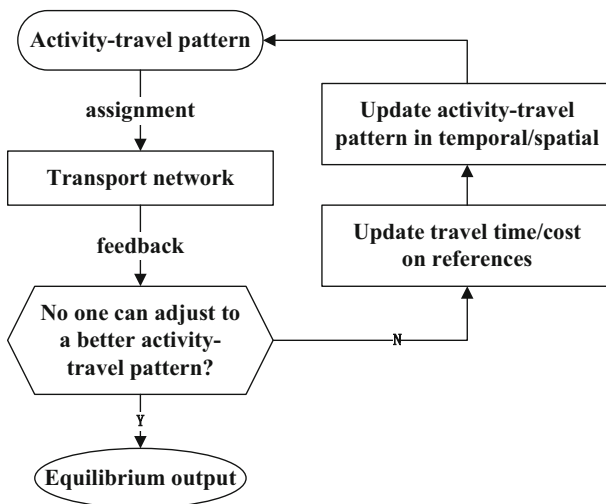 Activity-travel pattern
assignment
Transport network
feedback
No one can adjust to
a better activity-
travel pattern?
Y
Equilibrium output
N
Update travel time/cost
on references
Update activity-travel
pattern in temporal/spatial